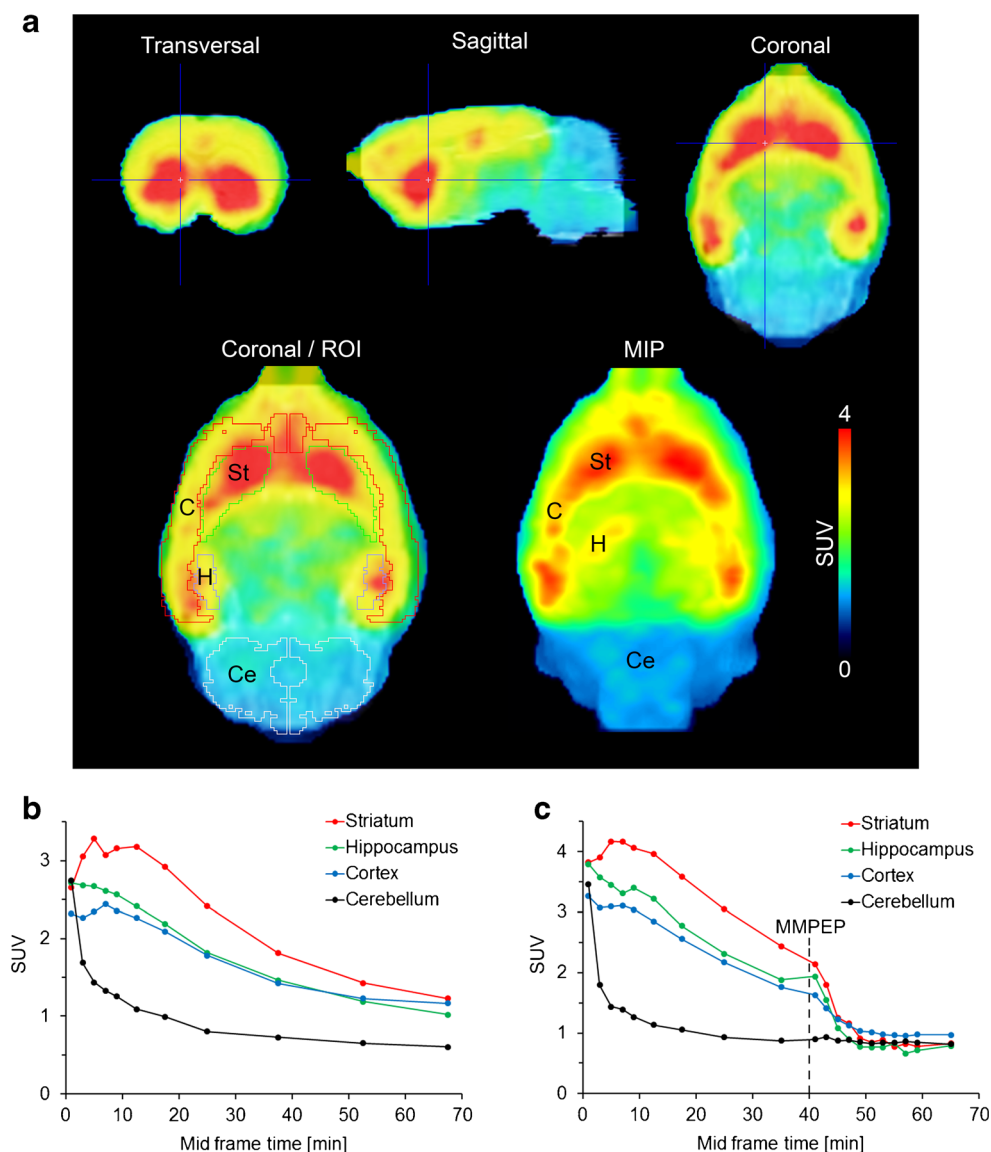 a
Transversal
Sagittal
Coronal
Coronal / ROI
MIP
St
C
H
Ce
St
C
H
Ce
4
SUV
0
b
Striatum
Hippocampus
Cortex
Cerebellum
SUV
3
2
1
0
0 10 20 30 40 50 60 70
Mid frame time [min]
c
Striatum
Hippocampus
Cortex
Cerebellum
MMPEP
SUV
4
3
2
1
0
0 10 20 30 40 50 60 70
Mid frame time [min]